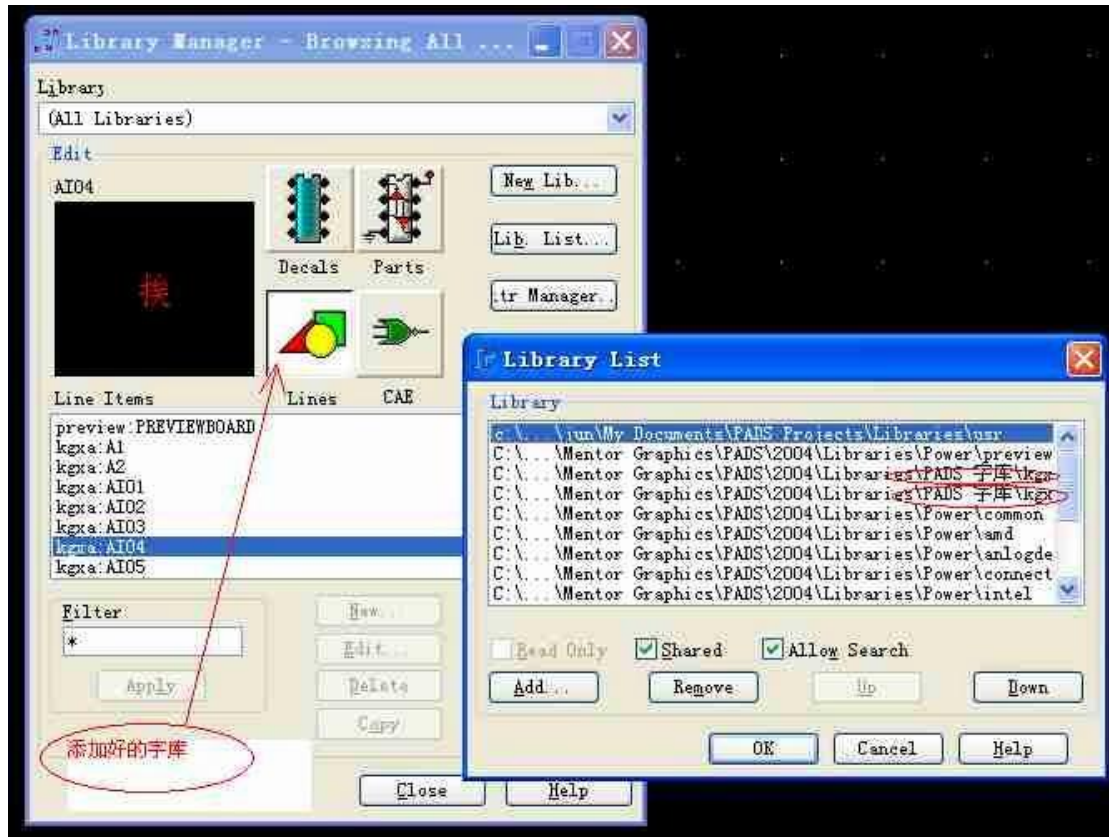 Library Manager - Browsing All ...
Library
(All Libraries)
Edit
AI04
挨
Decals
Parts
New Lib...
Lib. List...
.tr Manager..
Lines
CAE
Line Items
preview:PREVIEWBOARD
kgxa:A1
kgxa:A2
kgxa:AI01
kgxa:AI02
kgxa:AI03
kgxa:AI04
kgxa:AI05
Filter
*
Apply
New...
Edit...
Delete
Copy
添加好的字库
Close
Help
Library List
Library
c:\...\jun\My Documents\PADS Projects\Libraries\usr
C:\...\Mentor Graphics\PADS\2004\Libraries\Power\preview
C:\...\Mentor Graphics\PADS\2004\Libraries\PADS 字库\kgx
C:\...\Mentor Graphics\PADS\2004\Libraries\PADS 字库\kgx
C:\...\Mentor Graphics\PADS\2004\Libraries\Power\common
C:\...\Mentor Graphics\PADS\2004\Libraries\Power\amd
C:\...\Mentor Graphics\PADS\2004\Libraries\Power\anlogde
C:\...\Mentor Graphics\PADS\2004\Libraries\Power\connect
C:\...\Mentor Graphics\PADS\2004\Libraries\Power\intel
Read Only
Shared
Allow Search
Add...
Remove
Up
Down
OK
Cancel
Help